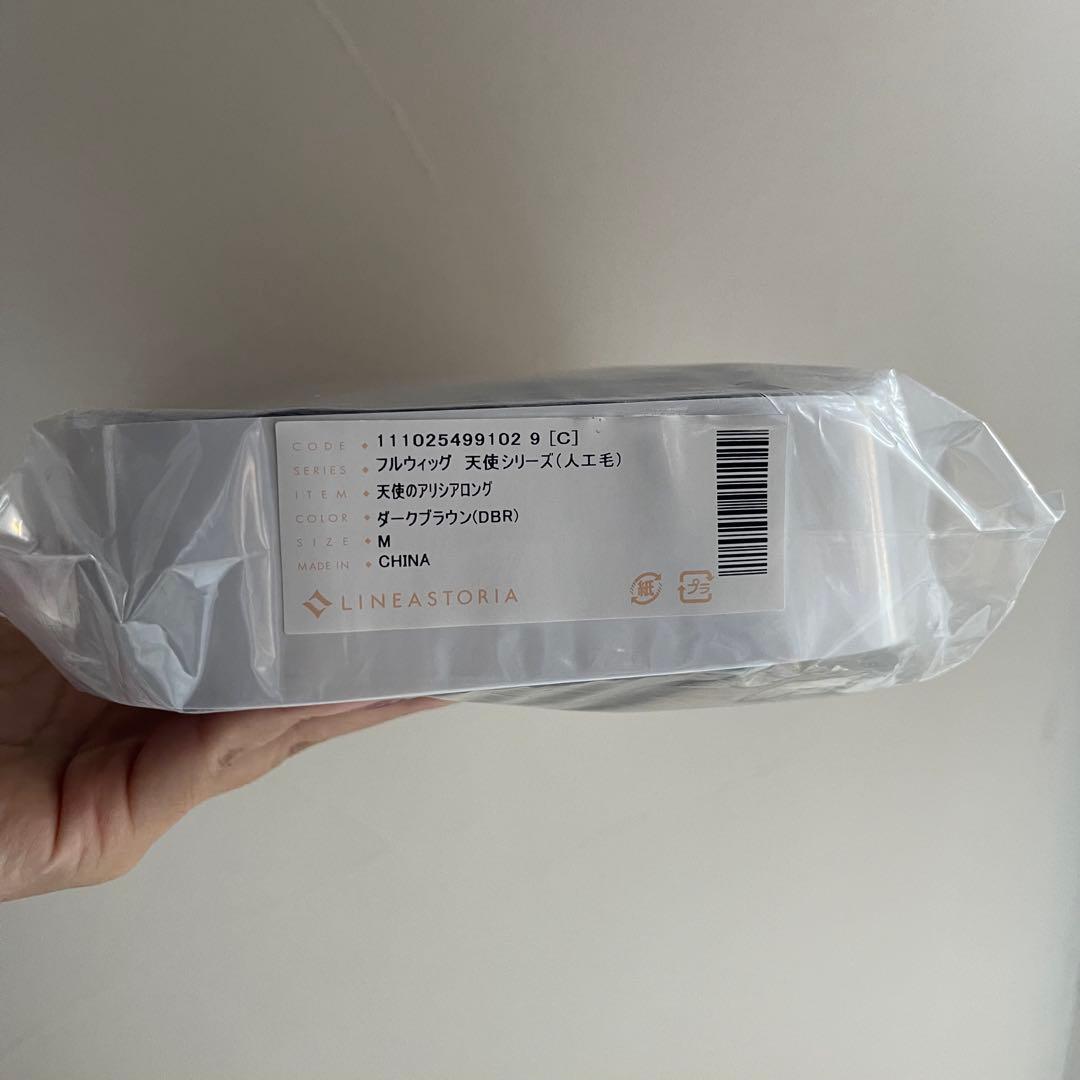 CODE ◆ 111025499102 9 [C]
SERIES ◆ フルウィッグ 天使シリーズ(人工毛)
ITEM ◆ 天使のアリシアロング
COLOR ◆ ダークブラウン(DBR)
SIZE ◆ M
MADE IN ◆ CHINA
LINEASTORIA
紙 プラ